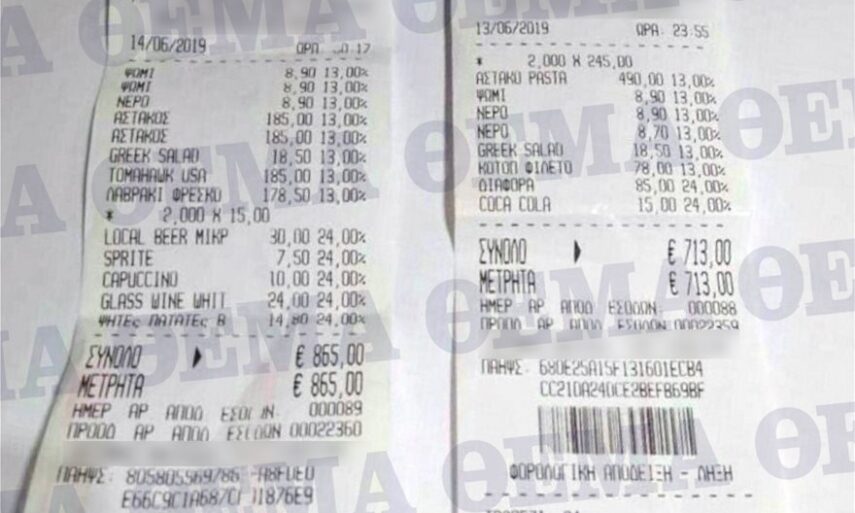 14/06/2019 ΩΡΑ
ΨΩΜΙ 8,90 13,00%
ΨΩΜΙ 8,90 13,00%
ΝΕΡΟ 8,90 13,00%
ΑΣΤΑΚΟΣ 185,00 13,00%
ΑΣΤΑΚΟΣ 185,00 13,00%
GREEK SALAD 18,50 13,00%
TOMAHAWK USA 185,00 13,00%
ΛΑΒΡΑΚΙ ΦΡΕΣΚΟ 178,50 13,00%
* 2,000 X 15,00
LOCAL BEER ΜΙΚΡ 30,00 24,00%
SPRITE 7,50 24,00%
CAPUCCINO 10,00 24,00%
GLASS WINE WHIT 24,00 24,00%
ΨΗΤΕς ΠΑΤΑΤΕς Β 14,80 24,00%
ΣΥΝΟΛΟ € 865,00
ΜΕΤΡΗΤΑ € 865,00
ΗΜΕΡ ΑΡ ΑΠΟΔ ΕΣΟΔΩΝ 000089
ΠΡΟΟΔ ΑΡ ΑΠΟΔ ΕΣΟΔΩΝ 00022360
ΠΑΗΨΣ:
13/06/2019 ΩΡΑ 23:55
* 2,000 X 245,00
ΑΣΤΑΚΟ PASTA 490,00 13,00%
ΨΩΜΙ 8,90 13,00%
ΝΕΡΟ 8,90 13,00%
ΝΕΡΟ 8,70 13,00%
GREEK SALAD 18,50 13,00%
ΚΟΤΟΠ ΦΙΛΕΤΟ 78,00 13,00%
ΔΙΑΦΟΡΑ 85,00 24,00%
COCA COLA 15,00 24,00%
ΣΥΝΟΛΟ € 713,00
ΜΕΤΡΗΤΑ € 713,00
ΗΜΕΡ ΑΡ ΑΠΟΔ ΕΣΟΔΩΝ 000088
ΠΡΟΟΔ ΑΡ ΑΠΟΔ ΕΣΟΔΩΝ 00022359
ΠΑΗΨΣ: 680E25A15F131601ECB4
CC21DA24DCE2BEFB69BF
ΦΟΡΟΛΟΓΙΚΗ ΑΠΟΔΕΙΞΗ - ΛΗΞΗ
ΘΕΜΑ